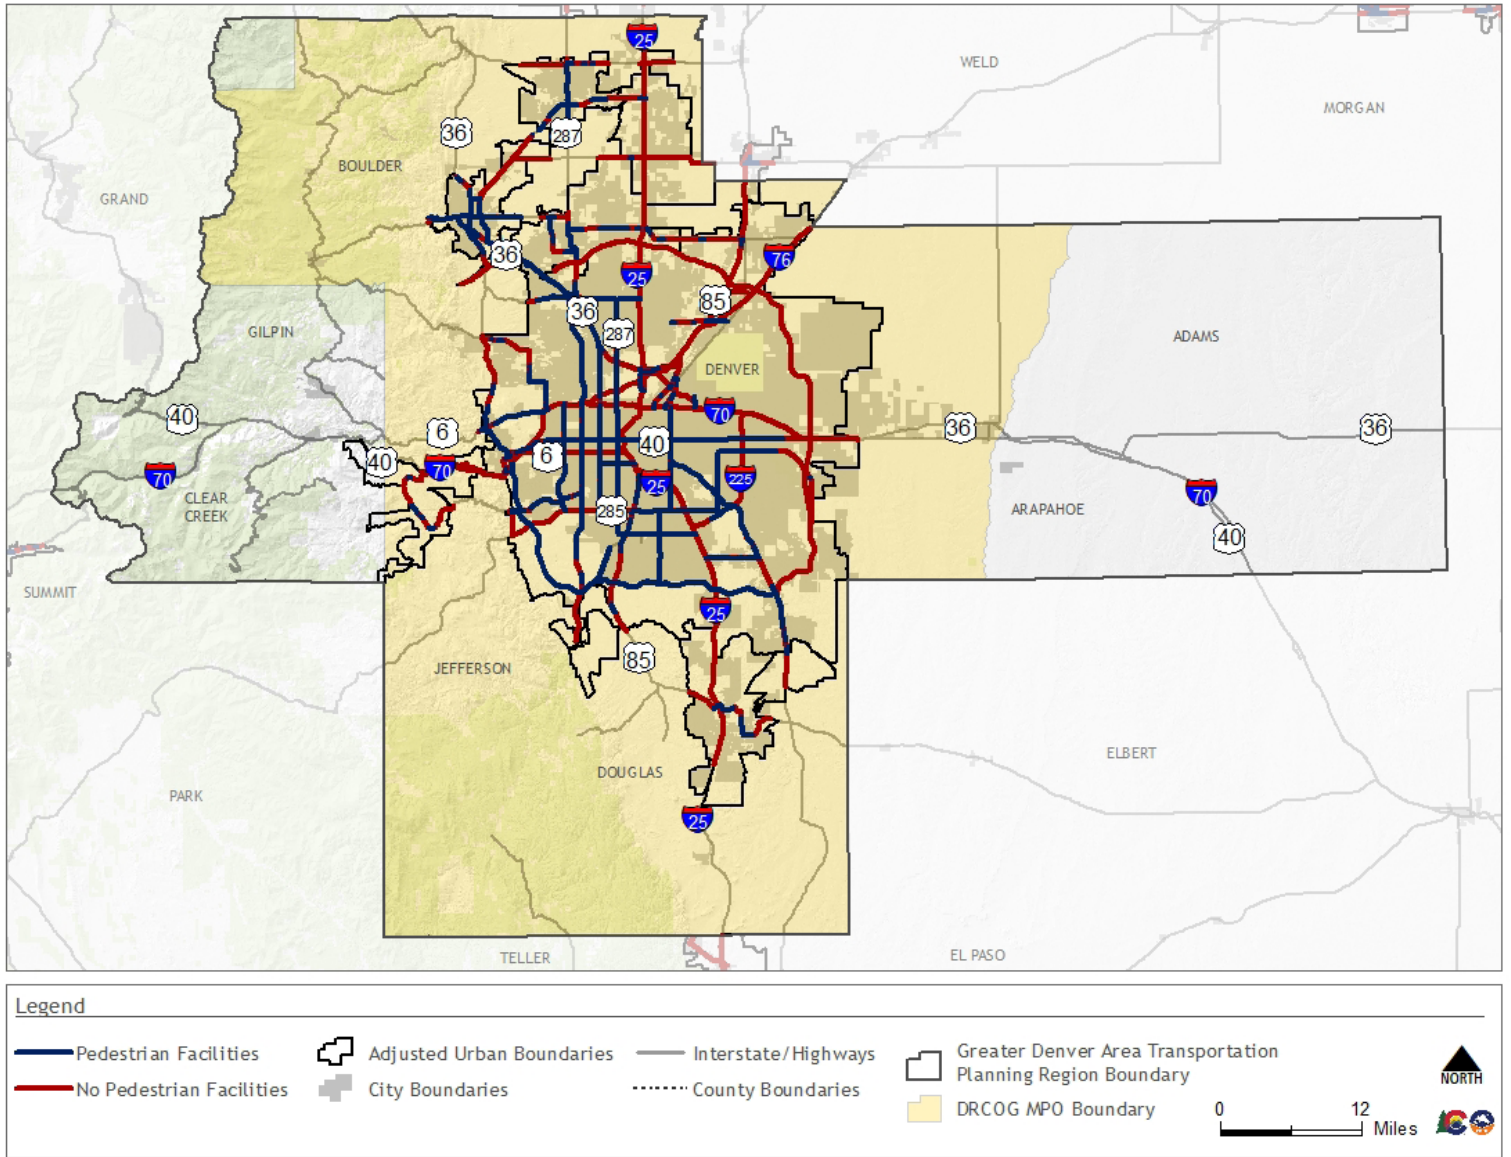 25
WELD
MORGAN
36
287
BOULDER
GRAND
36
76
25
85
36
287
GILPIN
ADAMS
DENVER
40
70
36
36
6
40
6
40
70
70
25
225
70
CLEAR
CREEK
285
ARAPAHOE
40
SUMMIT
25
85
JEFFERSON
ELBERT
DOUGLAS
PARK
25
TELLER
EL PASO
Legend
Pedestrian Facilities
No Pedestrian Facilities
Adjusted Urban Boundaries
City Boundaries
Interstate/Highways
County Boundaries
Greater Denver Area Transportation
Planning Region Boundary
DRCOG MPO Boundary
NORTH
0 12
Miles